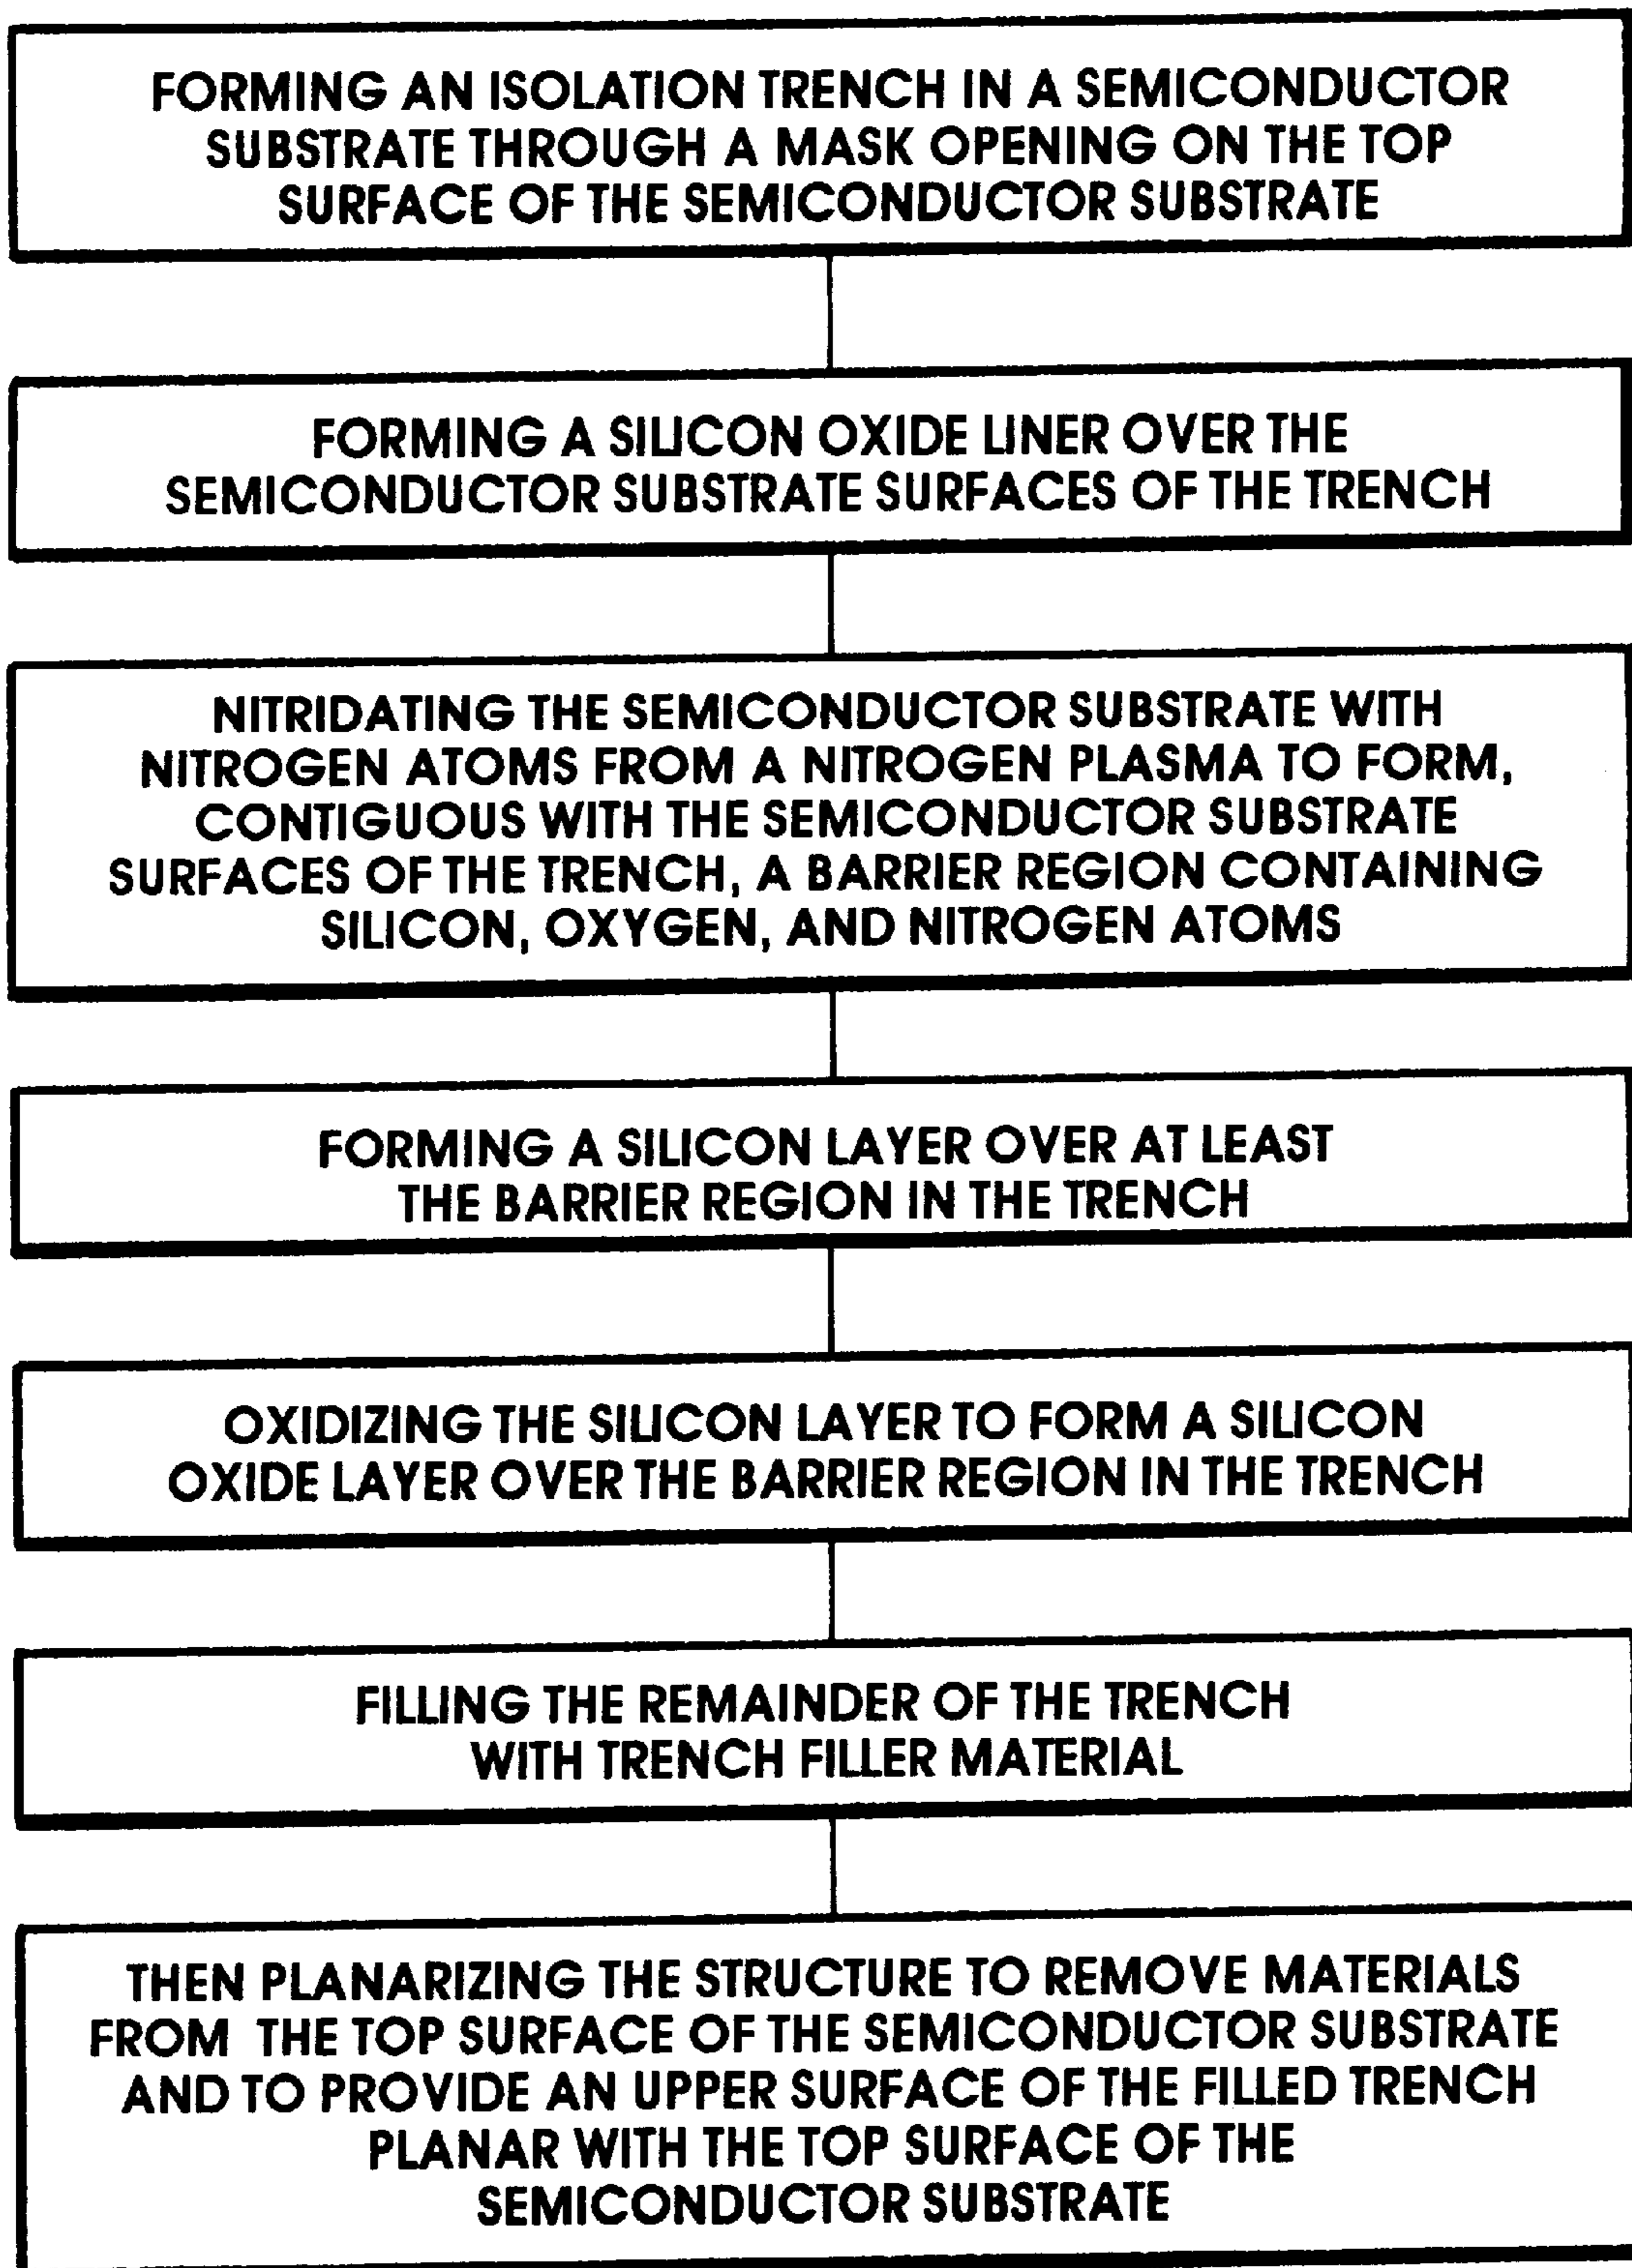 FORMING AN ISOLATION TRENCH IN A SEMICONDUCTOR
SUBSTRATE THROUGH A MASK OPENING ON THE TOP
SURFACE OF THE SEMICONDUCTOR SUBSTRATE
FORMING A SILICON OXIDE LINER OVER THE
SEMICONDUCTOR SUBSTRATE SURFACES OF THE TRENCH
NITRIDATING THE SEMICONDUCTOR SUBSTRATE WITH
NITROGEN ATOMS FROM A NITROGEN PLASMA TO FORM,
CONTIGUOUS WITH THE SEMICONDUCTOR SUBSTRATE
SURFACES OF THE TRENCH, A BARRIER REGION CONTAINING
SILICON, OXYGEN, AND NITROGEN ATOMS
FORMING A SILICON LAYER OVER AT LEAST
THE BARRIER REGION IN THE TRENCH
OXIDIZING THE SILICON LAYER TO FORM A SILICON
OXIDE LAYER OVER THE BARRIER REGION IN THE TRENCH
FILLING THE REMAINDER OF THE TRENCH
WITH TRENCH FILLER MATERIAL
THEN PLANARIZING THE STRUCTURE TO REMOVE MATERIALS
FROM THE TOP SURFACE OF THE SEMICONDUCTOR SUBSTRATE
AND TO PROVIDE AN UPPER SURFACE OF THE FILLED TRENCH
PLANAR WITH THE TOP SURFACE OF THE
SEMICONDUCTOR SUBSTRATE